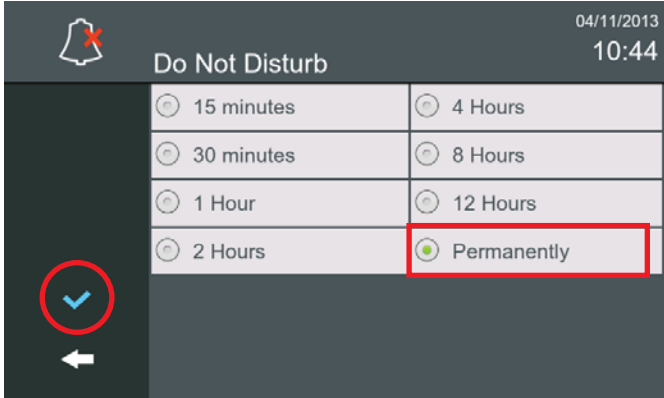 04/11/2013
10:44
Do Not Disturb
15 minutes
4 Hours
30 minutes
8 Hours
1 Hour
12 Hours
2 Hours
Permanently